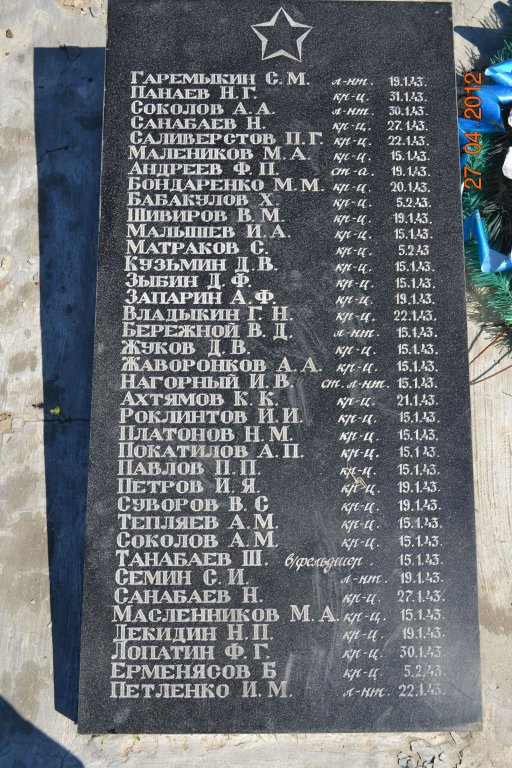 Гаремыкин С. М. л-нт. 19.1.43.
Панаев Н. Г. кр-ц. 31.1.43.
Соколов А. А. л-нт. 30.1.43.
Санабаев Н. кр-ц. 27.1.43.
Саливерстов П. Г. кр-ц. 22.1.43.
Малеников М. А. кр-ц. 15.1.43.
Андреев Ф. П. ст-а. 19.1.43.
Бондаренко М. М. кр-ц. 20.1.43.
Бабакулов Х. кр-ц. 5.2.43.
Шивиров В. М. кр-ц. 19.1.43.
Малышев И. А. кр-ц. 15.1.43.
Матраков С. кр-ц. 5.2.43
Кузьмин Д. В. кр-ц. 15.1.43.
Зыбин Д. Ф. кр-ц. 15.1.43.
Запарин А. Ф. кр-ц. 19.1.43.
Владыкин Г. Н. кр-ц. 22.1.43.
Бережной В. Д. л-нт. 15.1.43.
Жуков Д. В. кр-ц. 15.1.43.
Жаворонков А. А. кр-ц. 15.1.43.
Нагорный И. В. ст. л-нт. 15.1.43.
Ахтямов К. К. кр-ц. 21.1.43.
Роклинтов И. И. кр-ц. 15.1.43.
Платонов Н. М. кр-ц. 15.1.43.
Покатилов А. П. кр-ц. 15.1.43.
Павлов П. П. кр-ц. 15.1.43.
Петров И. Я. кр-ц. 19.1.43.
Суворов В. С кр-ц. 19.1.43.
Тепляев А. М. кр-ц. 15.1.43.
Соколов А. М. кр-ц. 15.1.43.
Танабаев Ш. в/фельдшер. 15.1.43.
Семин С. И. л-нт. 19.1.43.
Санабаев Н. кр-ц. 27.1.43.
Масленников М. А. кр-ц. 15.1.43.
Декидин Н. П. кр-ц. 19.1.43.
Лопатин Ф. Г. кр-ц. 30.1.43.
Ерменясов Б кр-ц. 5.2.43.
Петленко И. М. л-нт. 22.1.43.
27 04 2012